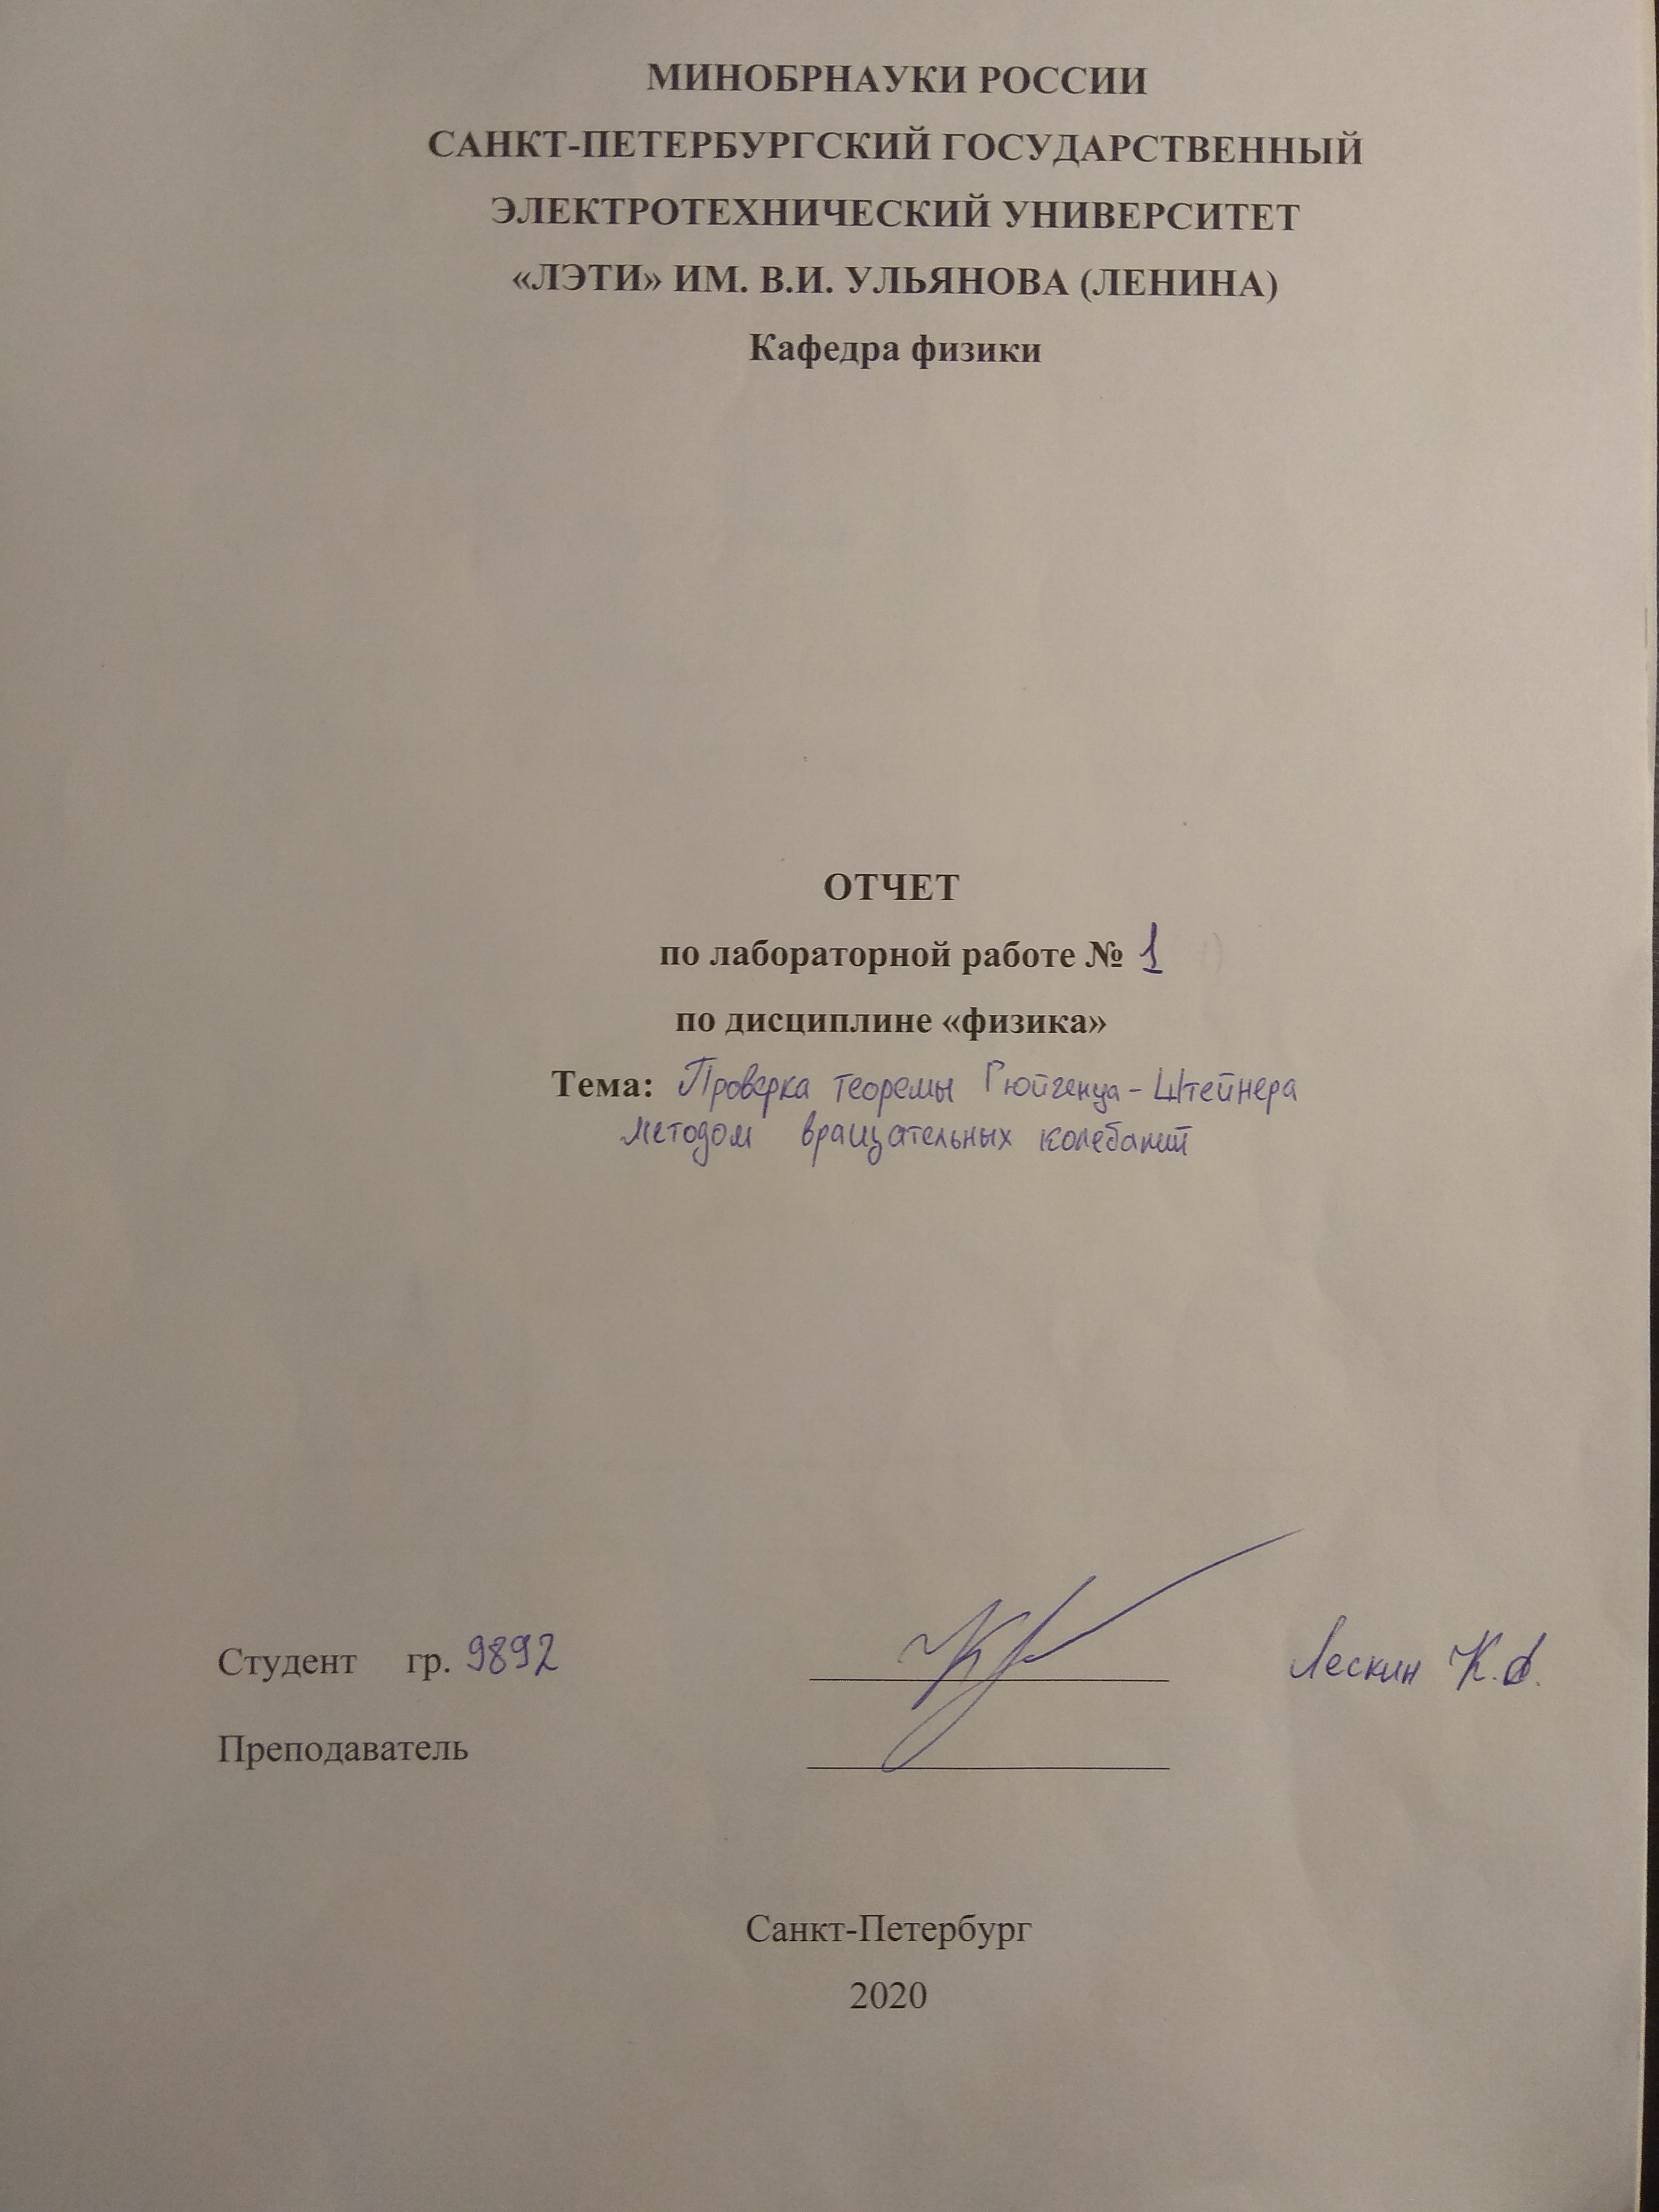 МИНОБРНАУКИ РОССИИ
САНКТ-ПЕТЕРБУРГСКИЙ ГОСУДАРСТВЕННЫЙ
ЭЛЕКТРОТЕХНИЧЕСКИЙ УНИВЕРСИТЕТ
«ЛЭТИ» ИМ. В.И. УЛЬЯНОВА (ЛЕНИНА)
Кафедра физики
ОТЧЕТ
по лабораторной работе № 1
по дисциплине «физика»
Тема: Проверка теоремы Гюйгенца-Штейнера
методом вращательных колебаний
Студент гр. 9892 Лескин К.А.
Преподаватель
Санкт-Петербург
2020